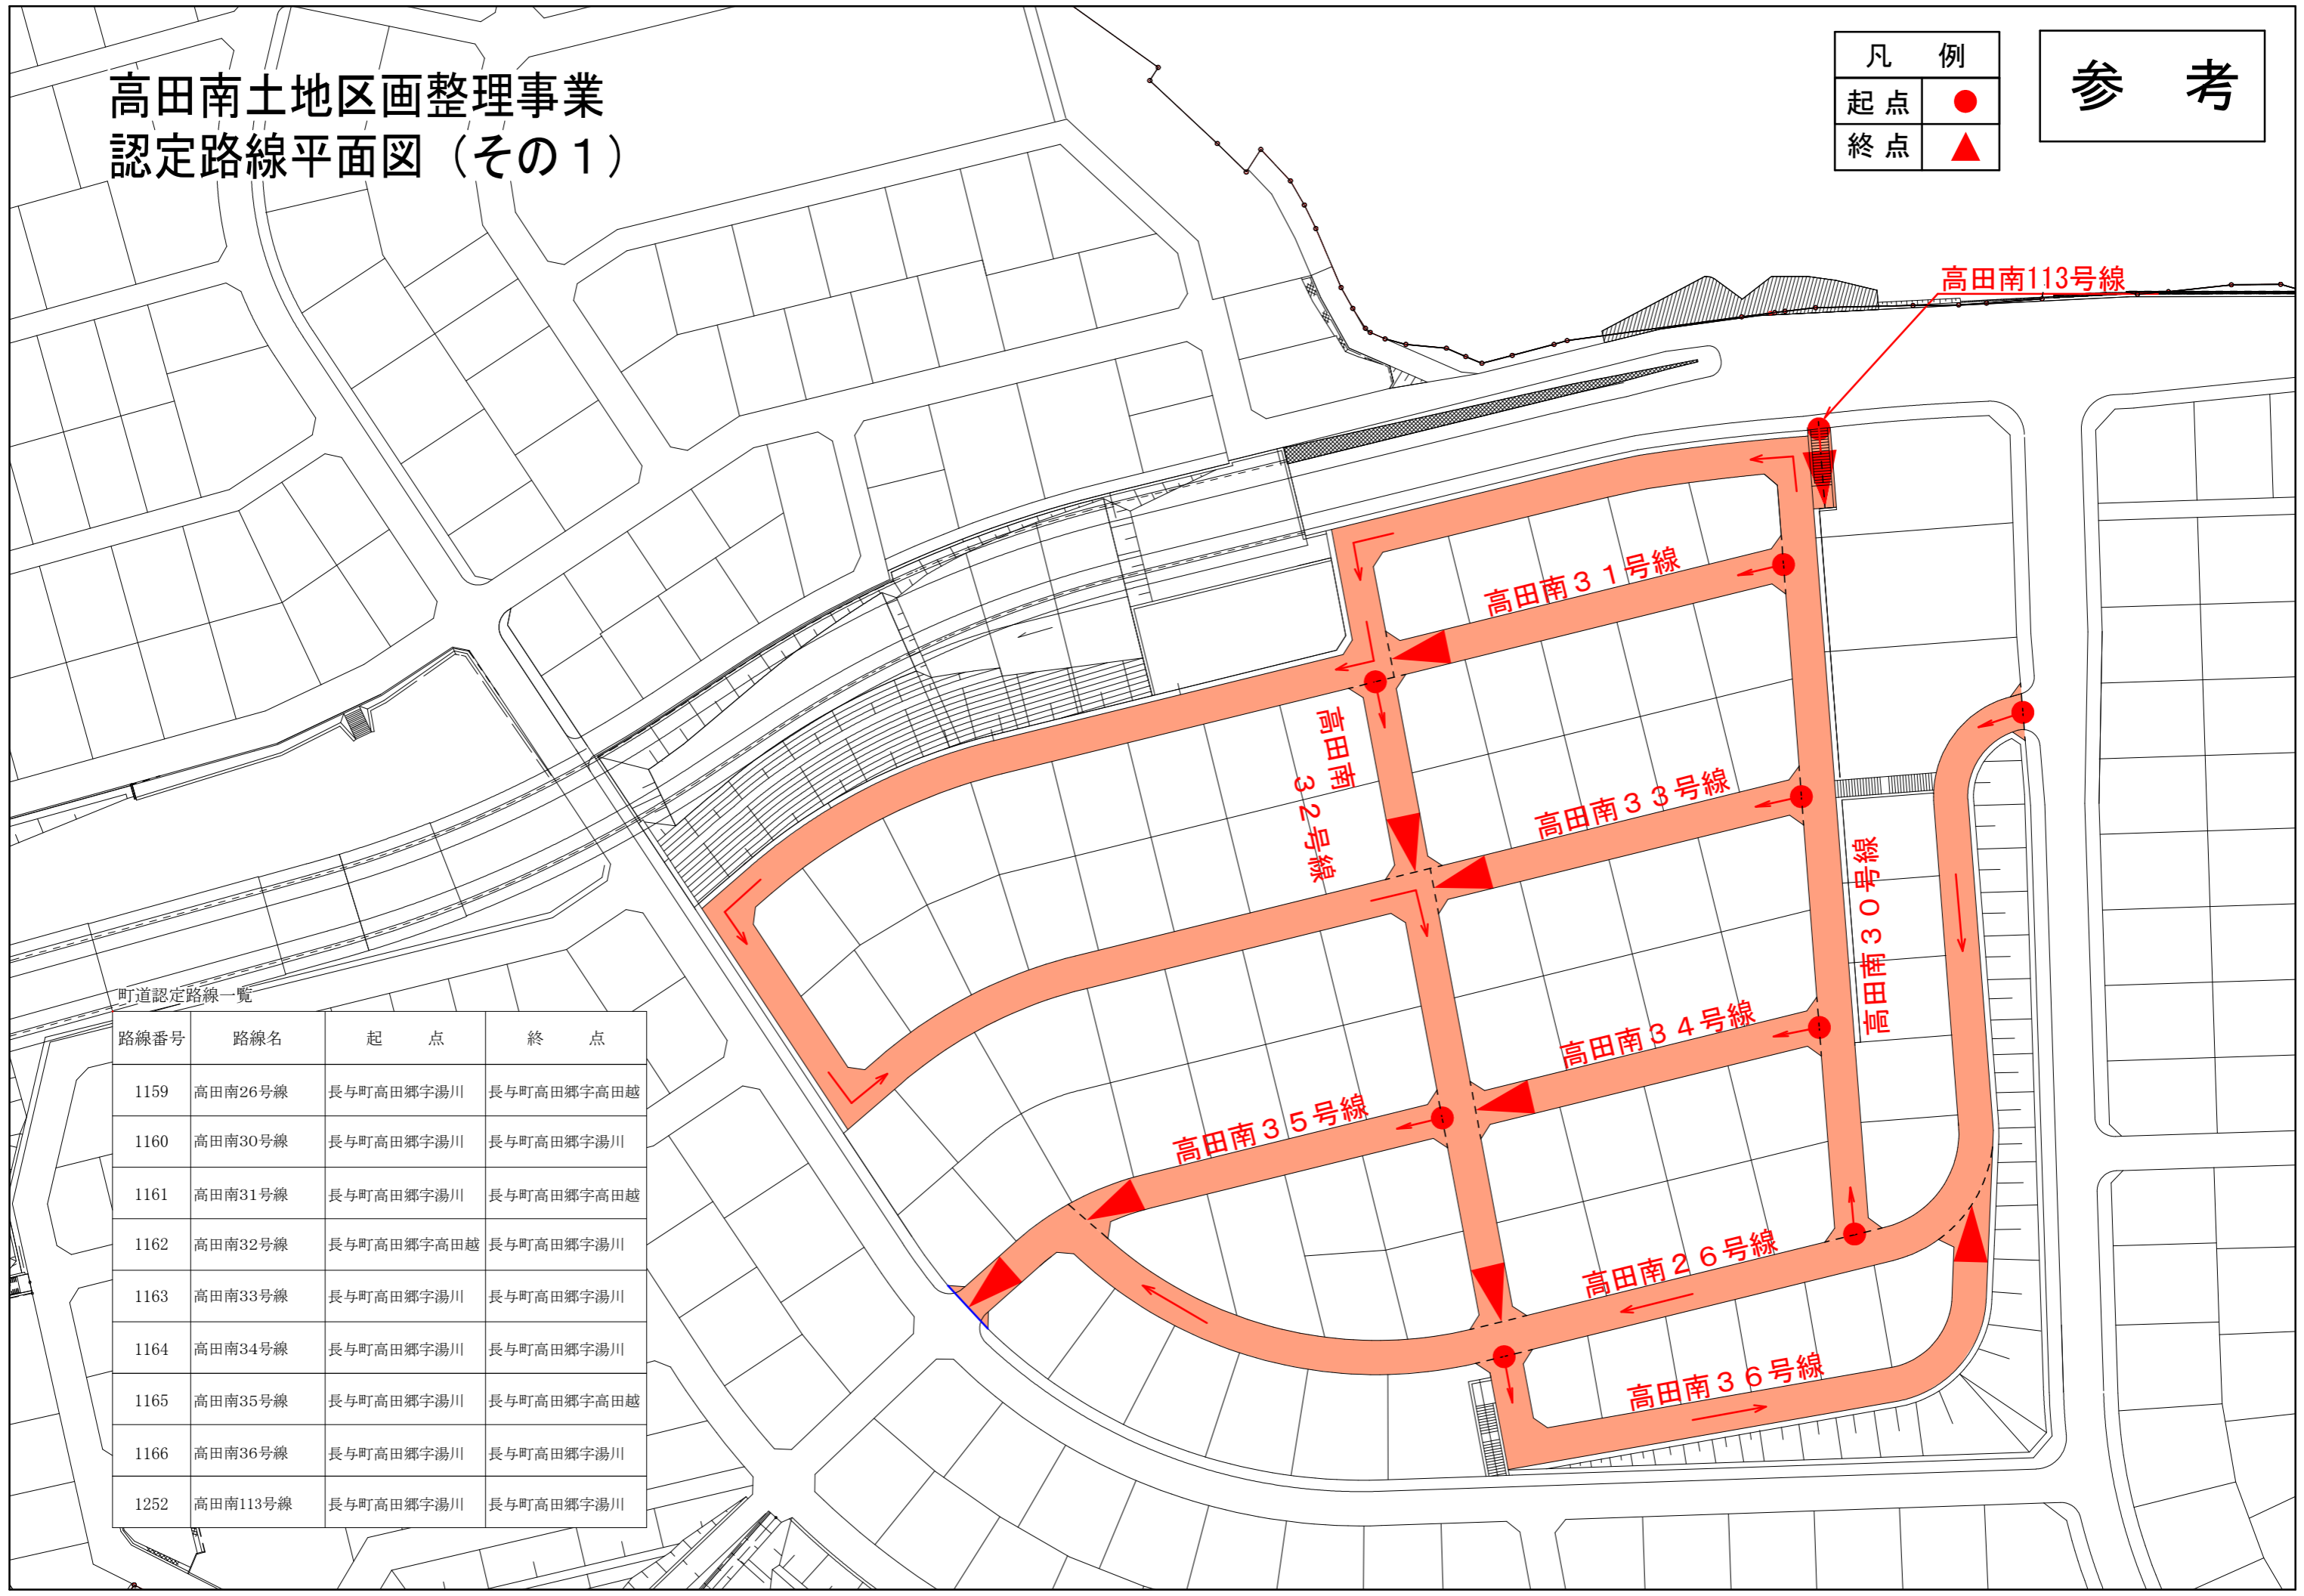 高田南土地区画整理事業
認定路線平面図（その１）
凡　例
起 点
終 点
参　考
高田南113号線
高田南３１号線
高田南
３２号線
高田南３３号線
高田南３０号線
高田南３４号線
高田南３５号線
高田南２６号線
高田南３６号線
町道認定路線一覧
路線番号 路線名 起　点 終　点
1159 高田南26号線 長与町高田郷字湯川 長与町高田郷字高田越
1160 高田南30号線 長与町高田郷字湯川 長与町高田郷字湯川
1161 高田南31号線 長与町高田郷字湯川 長与町高田郷字高田越
1162 高田南32号線 長与町高田郷字高田越 長与町高田郷字湯川
1163 高田南33号線 長与町高田郷字湯川 長与町高田郷字湯川
1164 高田南34号線 長与町高田郷字湯川 長与町高田郷字湯川
1165 高田南35号線 長与町高田郷字湯川 長与町高田郷字高田越
1166 高田南36号線 長与町高田郷字湯川 長与町高田郷字湯川
1252 高田南113号線 長与町高田郷字湯川 長与町高田郷字湯川